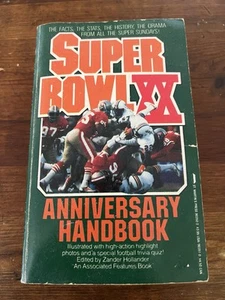 THE FACTS, THE STATS, THE HISTORY, THE DRAMA
FROM ALL THE SUPER SUNDAYS!
SUPER
BOWL XX
ANNIVERSARY
HANDBOOK
Illustrated with high-action highlight
photos and a special football trivia quiz!
Edited by Zander Hollander
An Associated Features Book